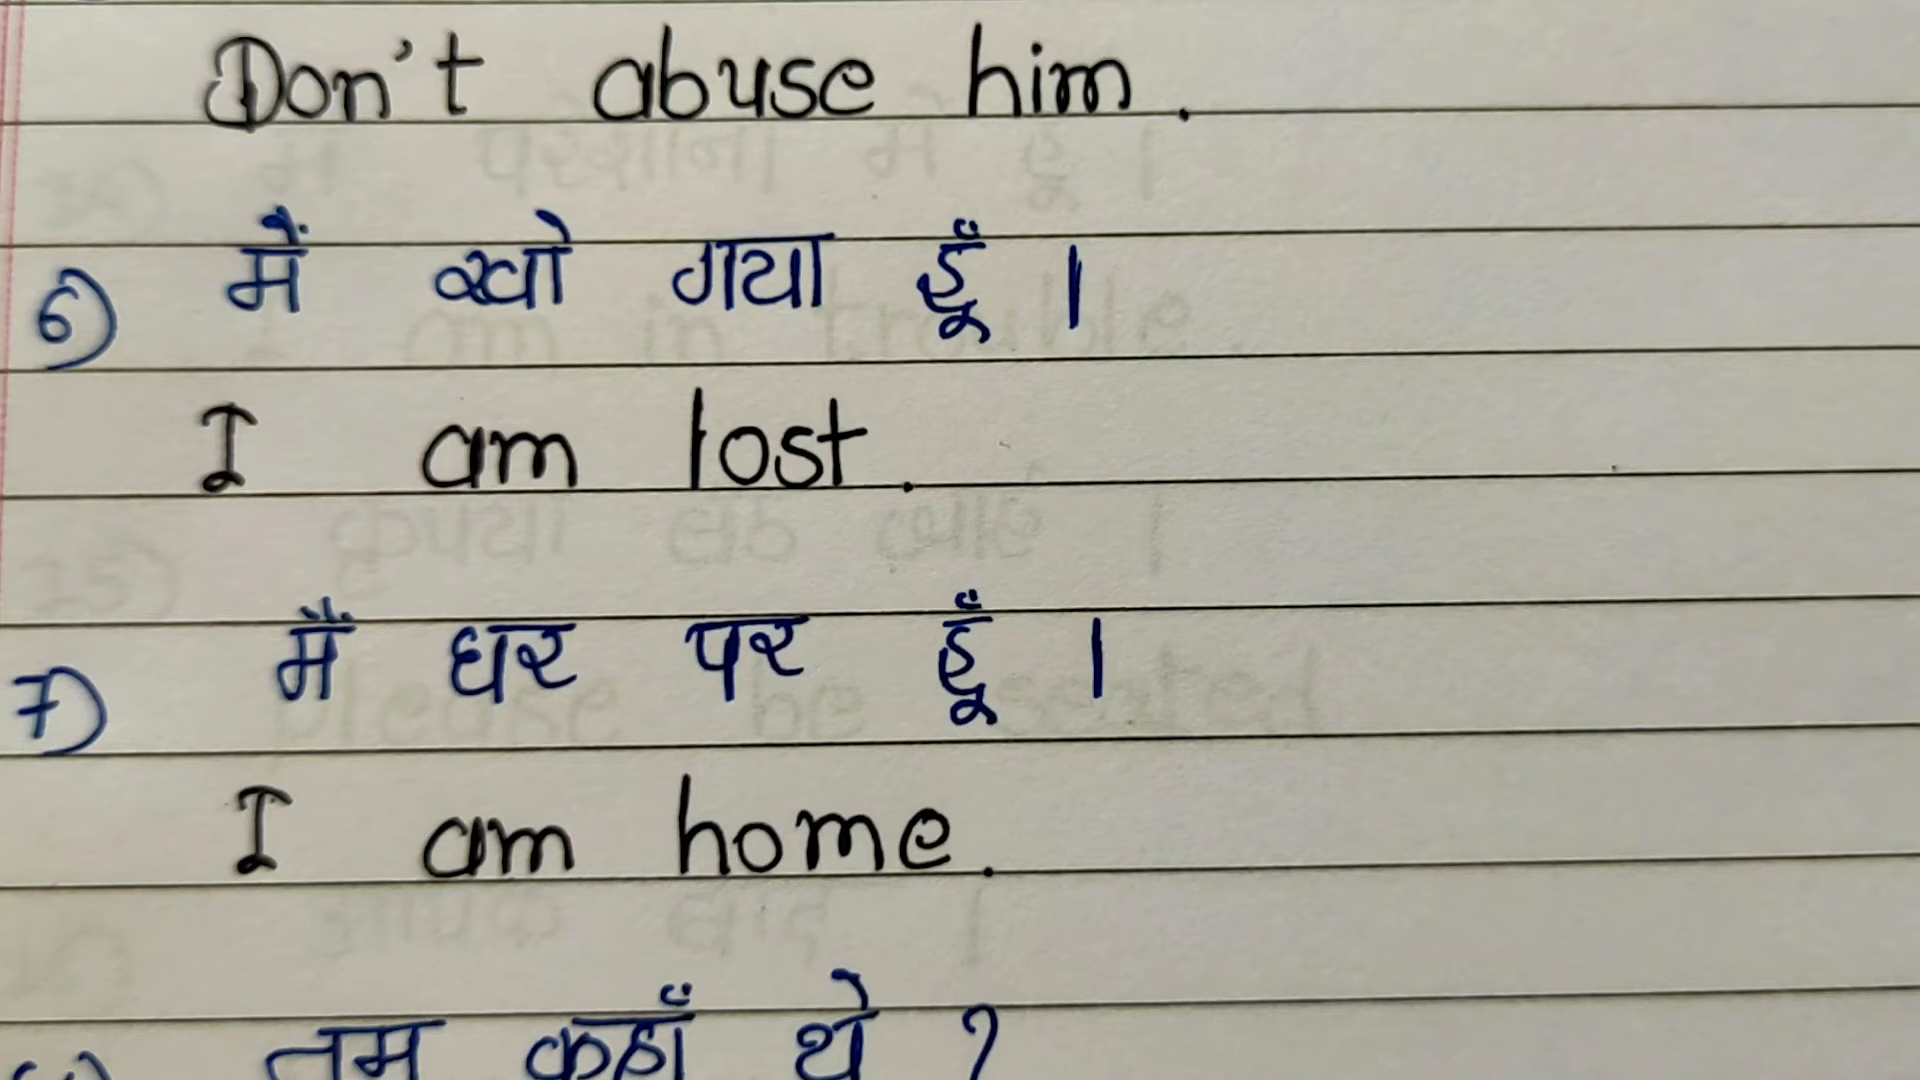 Don't abuse him.
6) मैं खो गया हूँ ।
I am lost.
7) मैं घर पर हूँ ।
I am home.
तुम कहाँ थे ?